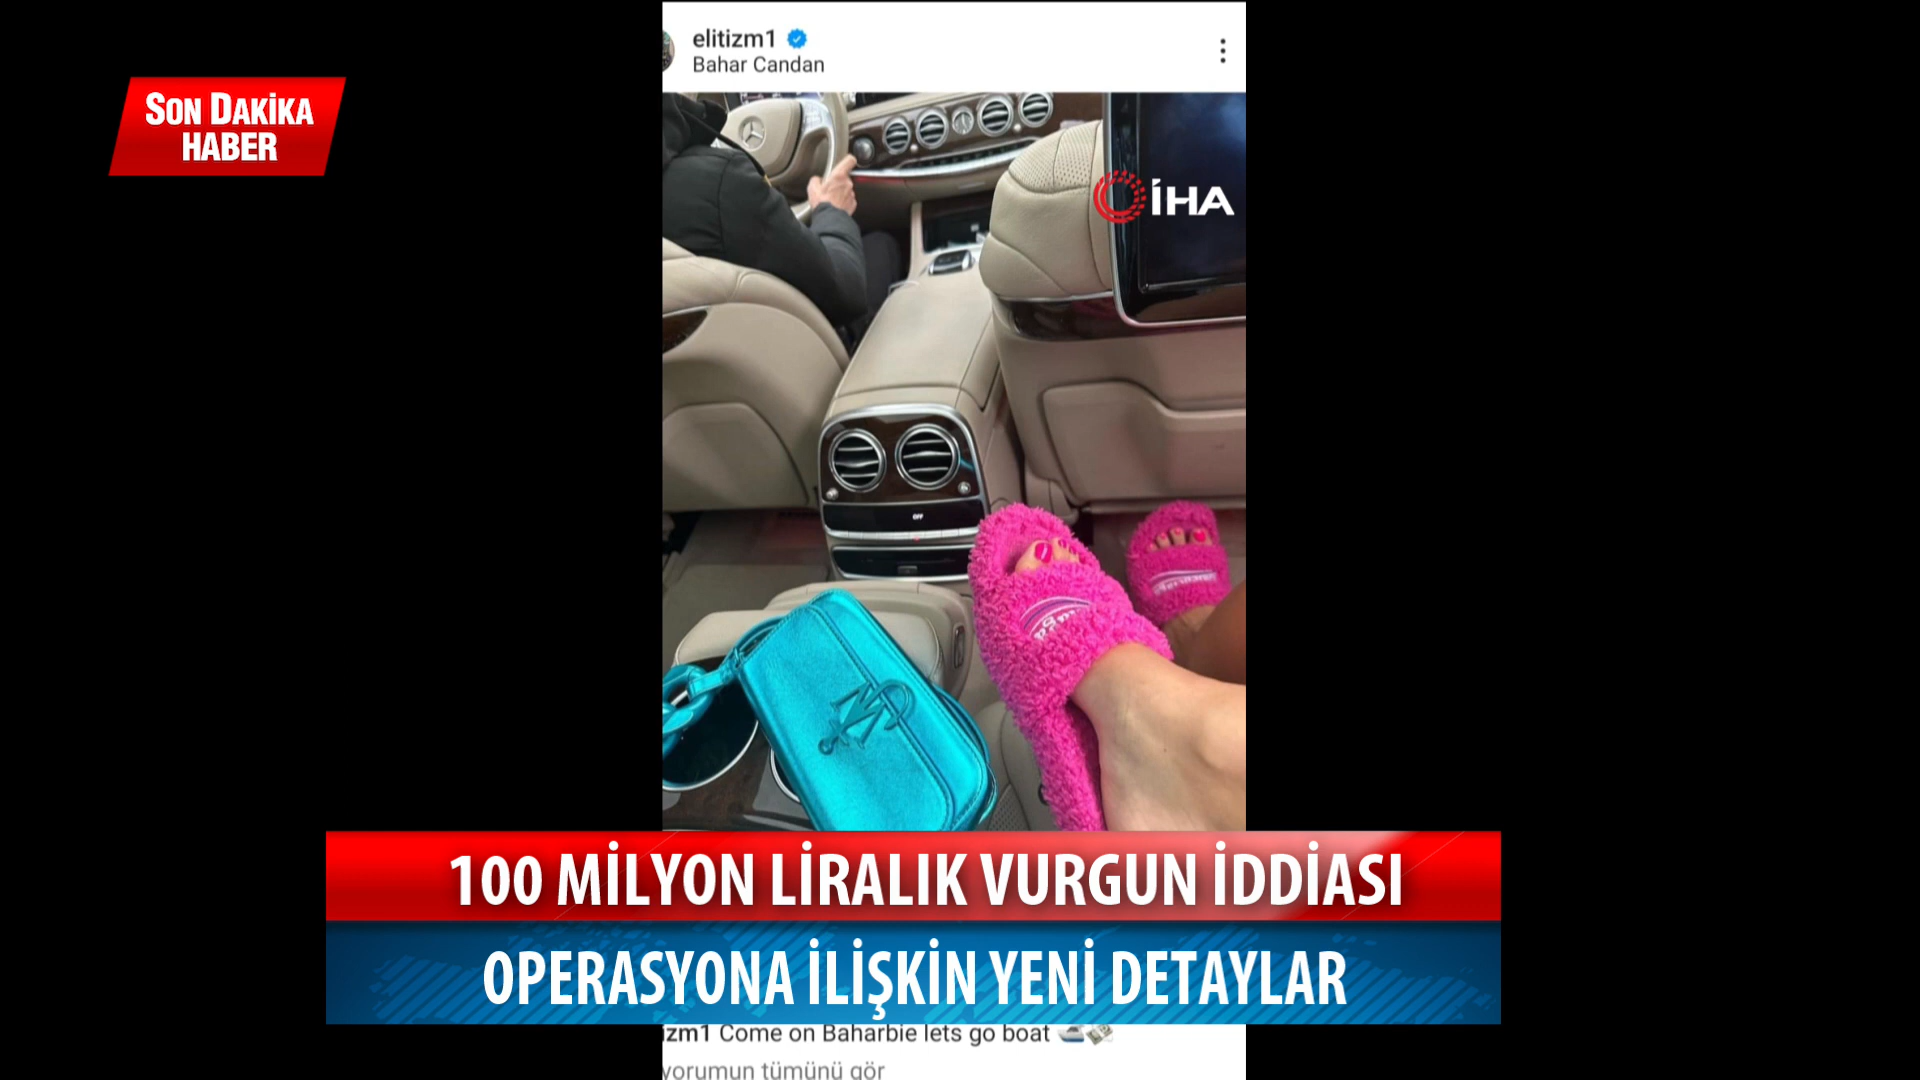 elitizm1
Bahar Candan
SON DAKİKA
HABER
İHA
OFF
100 MİLYON LİRALIK VURGUN İDDİASI
OPERASYONA İLİŞKİN YENİ DETAYLAR
izm1 Come on Baharbie lets go boat
yorumun tümünü gör